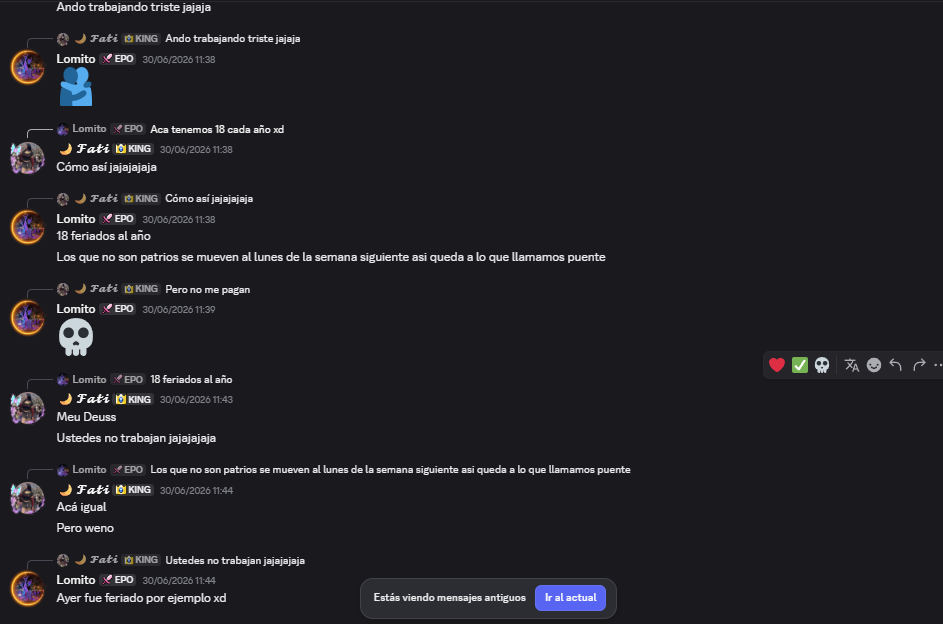 Ando trabajando triste jajaja
𝓕𝓪𝓽𝓲 KING Ando trabajando triste jajaja
Lomito EPO 30/06/2026 11:38
Lomito EPO Aca tenemos 18 cada año xd
𝓕𝓪𝓽𝓲 KING 30/06/2026 11:38
Cómo así jajajajaja
𝓕𝓪𝓽𝓲 KING Cómo así jajajajaja
Lomito EPO 30/06/2026 11:38
18 feriados al año
Los que no son patrios se mueven al lunes de la semana siguiente asi queda a lo que llamamos puente
𝓕𝓪𝓽𝓲 KING Pero no me pagan
Lomito EPO 30/06/2026 11:39
Lomito EPO 18 feriados al año
𝓕𝓪𝓽𝓲 KING 30/06/2026 11:43
Meu Deuss
Ustedes no trabajan jajajajaja
Lomito EPO Los que no son patrios se mueven al lunes de la semana siguiente asi queda a lo que llamamos puente
𝓕𝓪𝓽𝓲 KING 30/06/2026 11:44
Acá igual
Pero weno
𝓕𝓪𝓽𝓲 KING Ustedes no trabajan jajajajaja
Lomito EPO 30/06/2026 11:44
Ayer fue feriado por ejemplo xd
Estás viendo mensajes antiguos Ir al actual